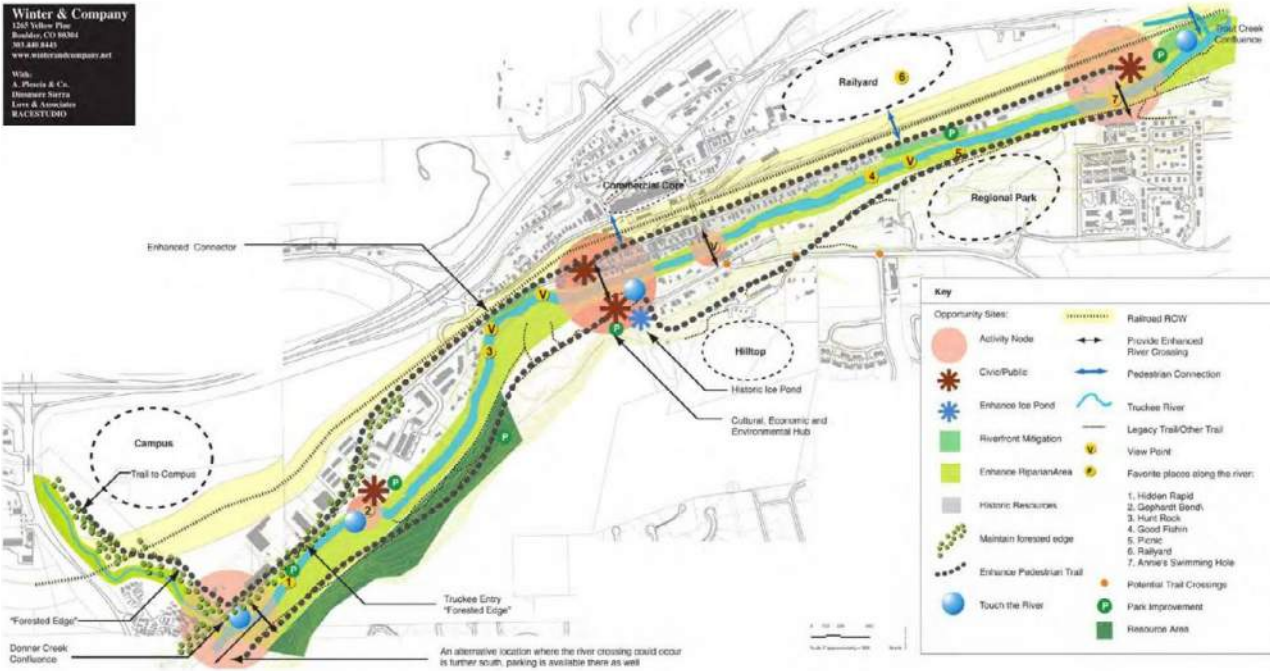 Winter & Company
1265 Yellow Pine
Boulder, CO 80304
303.440.8445
www.winterandcompany.net
With:
A. Plescia & Co.
Dinsmore Sierra
Love & Associates
RACESTUDIO
Trout Creek
Confluence
Railyard
6
P
7
P
Commercial Core
V
5
4
Regional Park
Enhanced Connector
V
V
V
3
P
Hilltop
Historic Ice Pond
Cultural, Economic and
Environmental Hub
P
Campus
Trail to Campus
P
2
P
1
Truckee Entry
"Forested Edge"
"Forested Edge"
Donner Creek
Confluence
An alternative location where the river crossing could occur
is further south, parking is available there as well
Key
Opportunity Sites:
Activity Node
Civic/Public
Enhance Ice Pond
Riverfront Mitigation
Enhance RiparianArea
Historic Resources
Maintain forested edge
Enhance Pedestrian Trail
Touch the River
Railroad ROW
Provide Enhanced
River Crossing
Pedestrian Connection
Truckee River
Legacy Trail/Other Trail
V
View Point
Favorite places along the river:
1. Hidden Rapid
2. Gephardt Bend\
3. Hunt Rock
4. Good Fishin
5. Picnic
6. Railyard
7. Annie's Swimming Hole
Potential Trail Crossings
P
Park Improvement
Resource Area